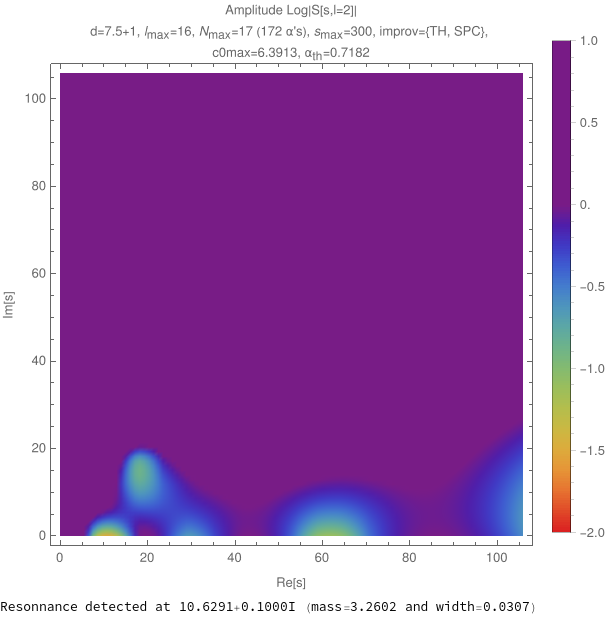 Amplitude Log|S[s,l=2]|
d=7.5+1, lmax=16, Nmax=17 (172 α's), smax=300, improv={TH, SPC},
c0max=6.3913, αth=0.7182
100
80
60
40
20
0
Im[s]
0 20 40 60 80 100
Re[s]
1.0
0.5
0.
-0.5
-1.0
-1.5
-2.0
Resonnance detected at 10.6291+0.1000I (mass=3.2602 and width=0.0307)